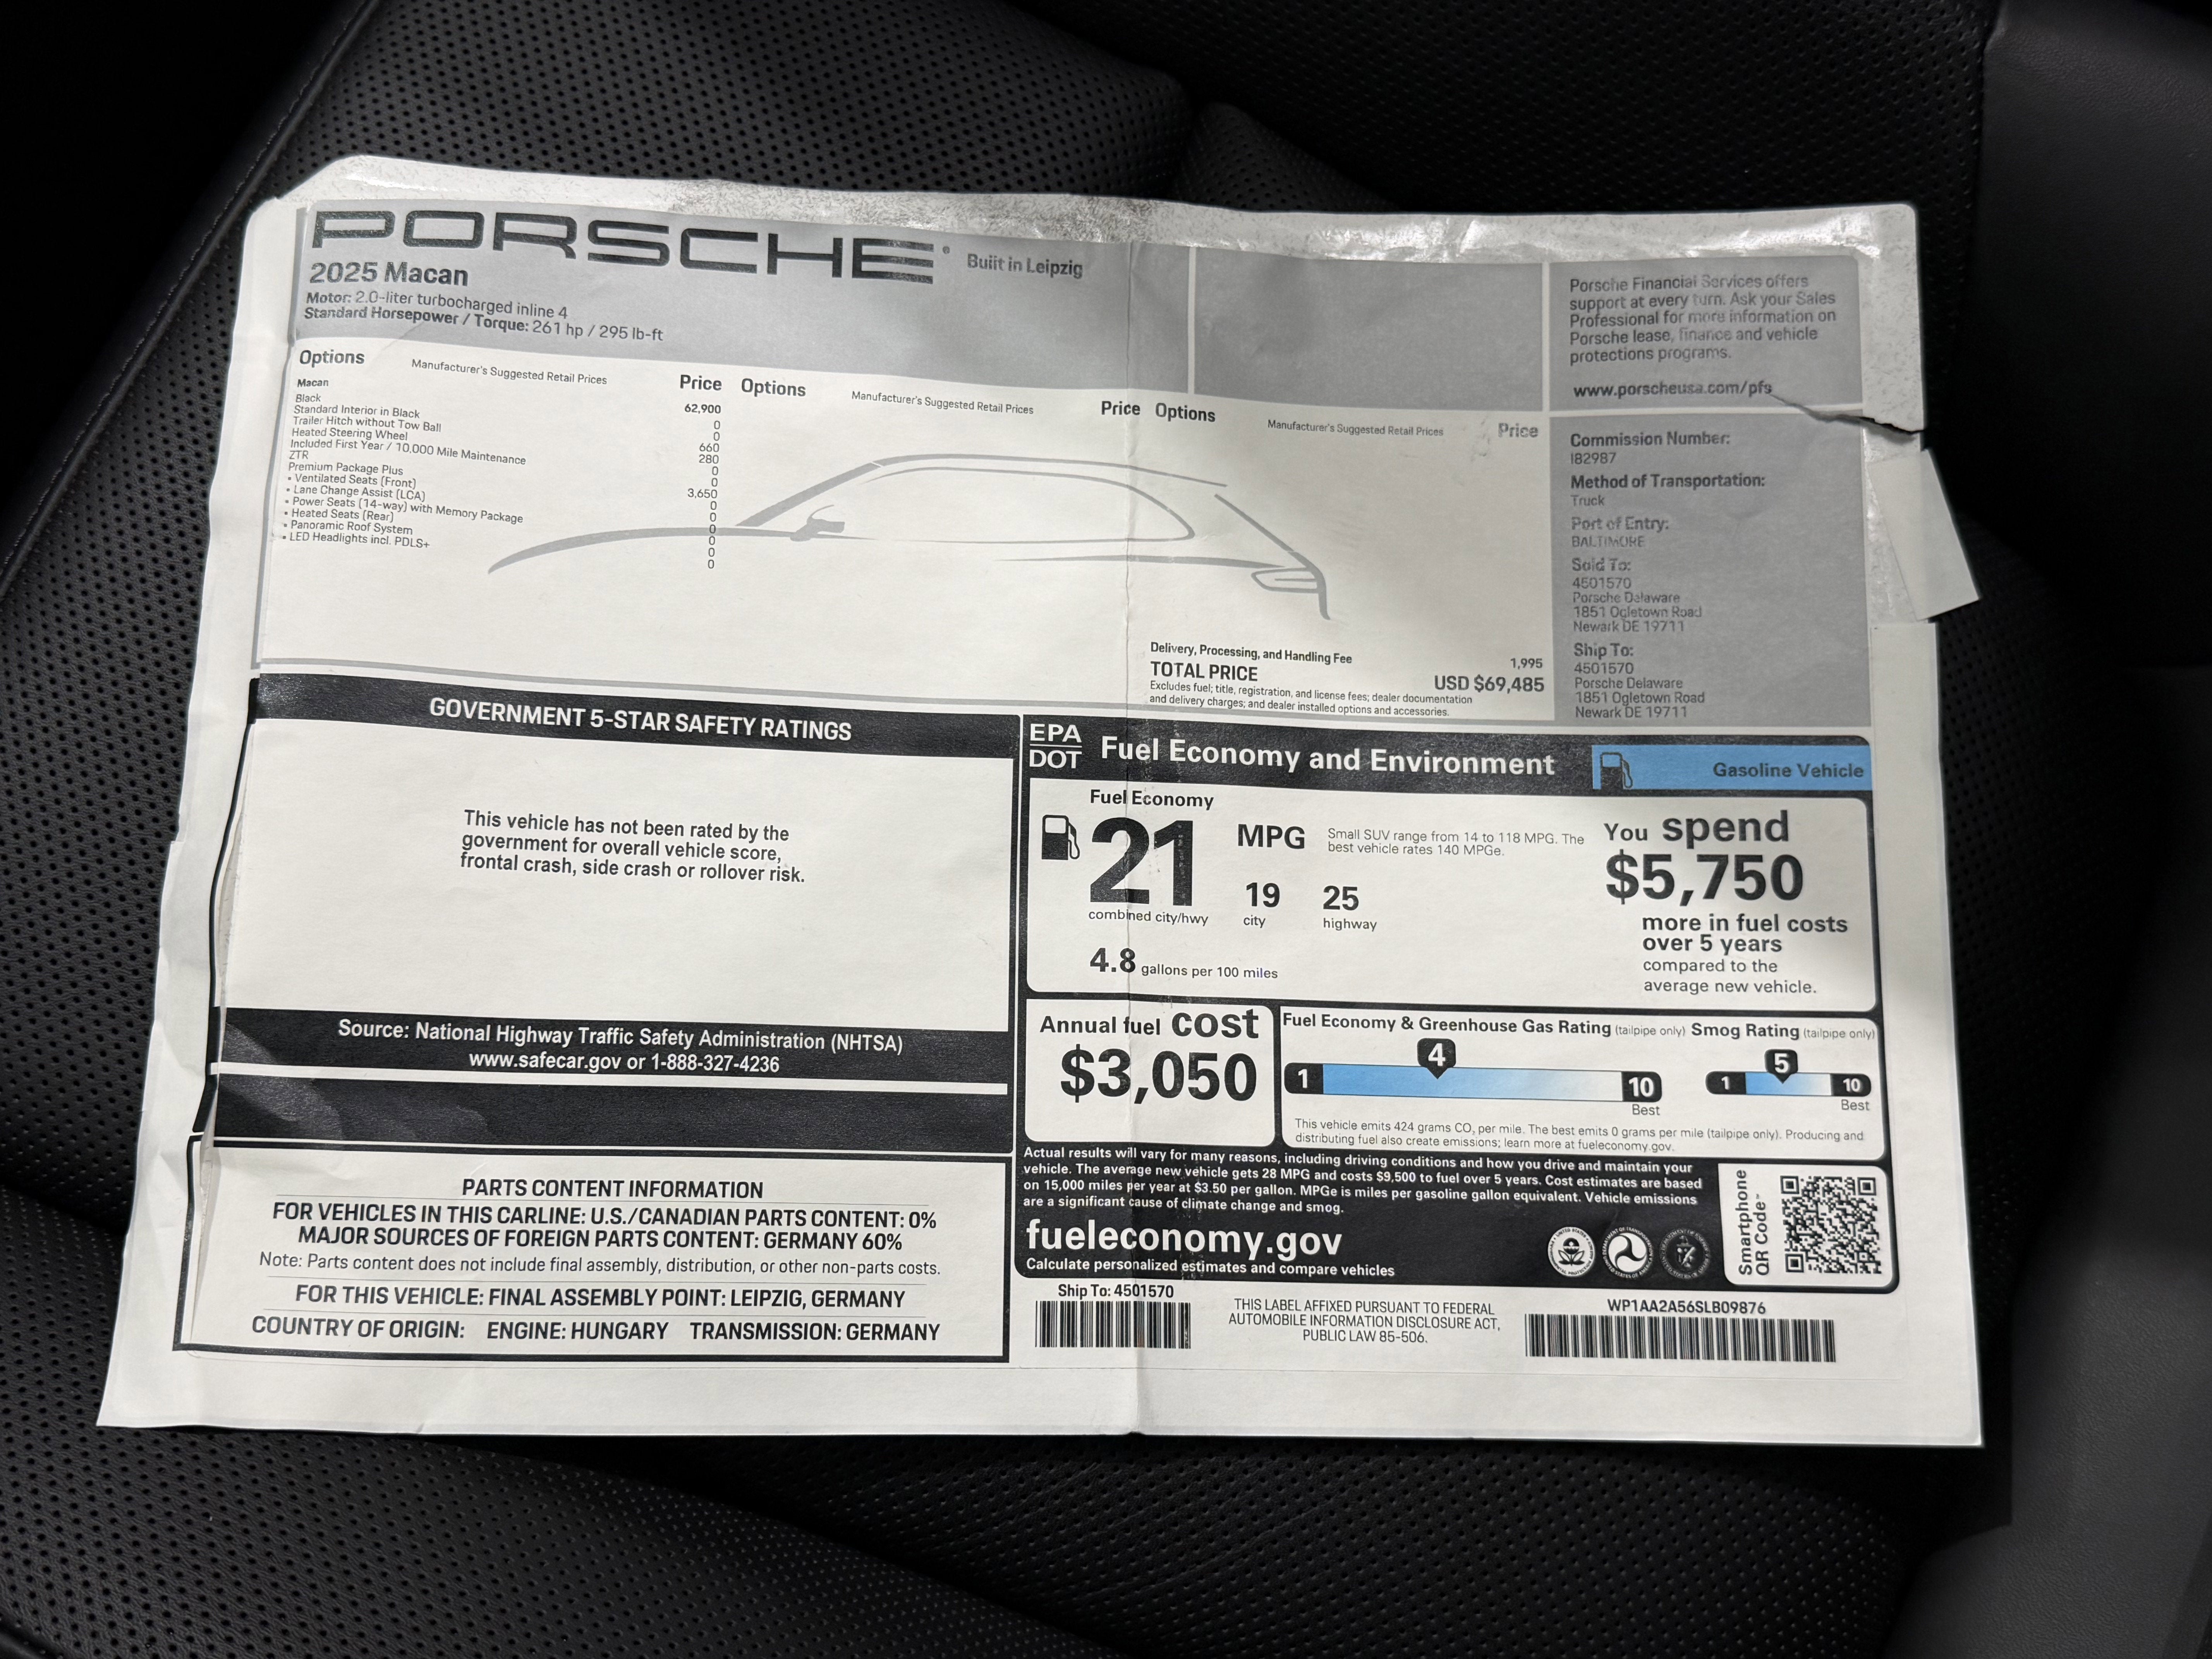 PORSCHE®
Built in Leipzig
2025 Macan
Motor: 2.0-liter turbocharged inline 4
Standard Horsepower / Torque: 261 hp / 295 lb-ft
Porsche Financial Services offers
support at every turn. Ask your Sales
Professional for more information on
Porsche lease, finance and vehicle
protections programs.
www.porscheusa.com/pfs
Options Manufacturer's Suggested Retail Prices Price Options Manufacturer's Suggested Retail Prices Price Options Manufacturer's Suggested Retail Prices Price
Macan 62,900
Black 0
Standard Interior in Black 0
Trailer Hitch without Tow Ball 660
Heated Steering Wheel 280
Included First Year / 10,000 Mile Maintenance 0
ZTR 0
Premium Package Plus 3,650
• Ventilated Seats (Front) 0
• Lane Change Assist (LCA) 0
• Power Seats (14-way) with Memory Package 0
• Heated Seats (Rear) 0
• Panoramic Roof System 0
• LED Headlights incl. PDLS+ 0
Delivery, Processing, and Handling Fee 1,995
TOTAL PRICE USD $69,485
Excludes fuel; title, registration, and license fees; dealer documentation
and delivery charges; and dealer installed options and accessories.
Commission Number:
182987
Method of Transportation:
Truck
Port of Entry:
BALTIMORE
Sold To:
4501570
Porsche Delaware
1851 Ogletown Road
Newark DE 19711
Ship To:
4501570
Porsche Delaware
1851 Ogletown Road
Newark DE 19711
GOVERNMENT 5-STAR SAFETY RATINGS
This vehicle has not been rated by the
government for overall vehicle score,
frontal crash, side crash or rollover risk.
Source: National Highway Traffic Safety Administration (NHTSA)
www.safecar.gov or 1-888-327-4236
PARTS CONTENT INFORMATION
FOR VEHICLES IN THIS CARLINE: U.S./CANADIAN PARTS CONTENT: 0%
MAJOR SOURCES OF FOREIGN PARTS CONTENT: GERMANY 60%
Note: Parts content does not include final assembly, distribution, or other non-parts costs.
FOR THIS VEHICLE: FINAL ASSEMBLY POINT: LEIPZIG, GERMANY
COUNTRY OF ORIGIN: ENGINE: HUNGARY TRANSMISSION: GERMANY
EPA
DOT
Fuel Economy and Environment
Gasoline Vehicle
Fuel Economy
21 MPG
combined city/hwy
19
city
25
highway
Small SUV range from 14 to 118 MPG. The
best vehicle rates 140 MPGe.
4.8 gallons per 100 miles
You spend
$5,750
more in fuel costs
over 5 years
compared to the
average new vehicle.
Annual fuel cost
$3,050
Fuel Economy & Greenhouse Gas Rating (tailpipe only)
4
1 10
Best
Smog Rating (tailpipe only)
5
1 10
Best
This vehicle emits 424 grams CO2 per mile. The best emits 0 grams per mile (tailpipe only). Producing and
distributing fuel also create emissions; learn more at fueleconomy.gov.
Actual results will vary for many reasons, including driving conditions and how you drive and maintain your
vehicle. The average new vehicle gets 28 MPG and costs $9,500 to fuel over 5 years. Cost estimates are based
on 15,000 miles per year at $3.50 per gallon. MPGe is miles per gasoline gallon equivalent. Vehicle emissions
are a significant cause of climate change and smog.
fueleconomy.gov
Calculate personalized estimates and compare vehicles
Smartphone
QR Code™
Ship To: 4501570
THIS LABEL AFFIXED PURSUANT TO FEDERAL
AUTOMOBILE INFORMATION DISCLOSURE ACT,
PUBLIC LAW 85-506.
WP1AA2A56SLB09876